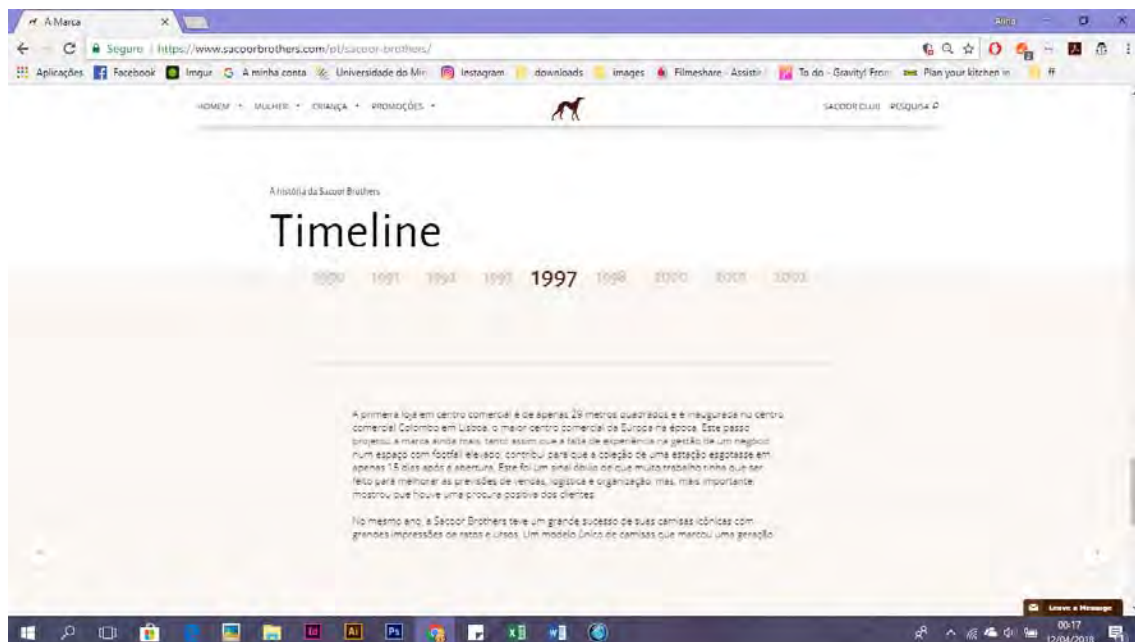 A Marca
Anna
Seguro
https://www.sacoorbrothers.com/pt/sacoor-brothers/
Aplicações Facebook Imgur A minha conta Universidade do Min Instagram downloads images Filmeshare - Assistir To do - Gravity! Fron Plan your kitchen in ff
HOMEM MULHER CRIANÇA PROMOÇÕES SACOOR CLUB PESQUISA
A história da Sacoor Brothers
Timeline
1990 1991 1997 1998 2000 2001
A primeira loja em centro comercial é de apenas 29 metros quadrados e é inaugurada no centro
comercial Colombo em Lisboa, o maior centro comercial da Europa na época. Este passo
projetou a marca ainda mais, tanto assim que a falta de experiência na gestão de um negócio
num espaço com footfall elevado, contribui para que a coleção de uma estação esgotasse em
apenas 15 dias após a abertura. Este foi um sinal óbvio de que muito trabalho tinha que ser
feito para melhorar as previsões de vendas, logística e organização, mas, mais importante,
mostrou que houve uma procura positiva dos clientes.
No mesmo ano, a Sacoor Brothers teve um grande sucesso de suas camisas icónicas com
grandes impressões de ratos e ursos. Um modelo único de camisas que marcou uma geração
Leave a Message
00:17
12/04/2018